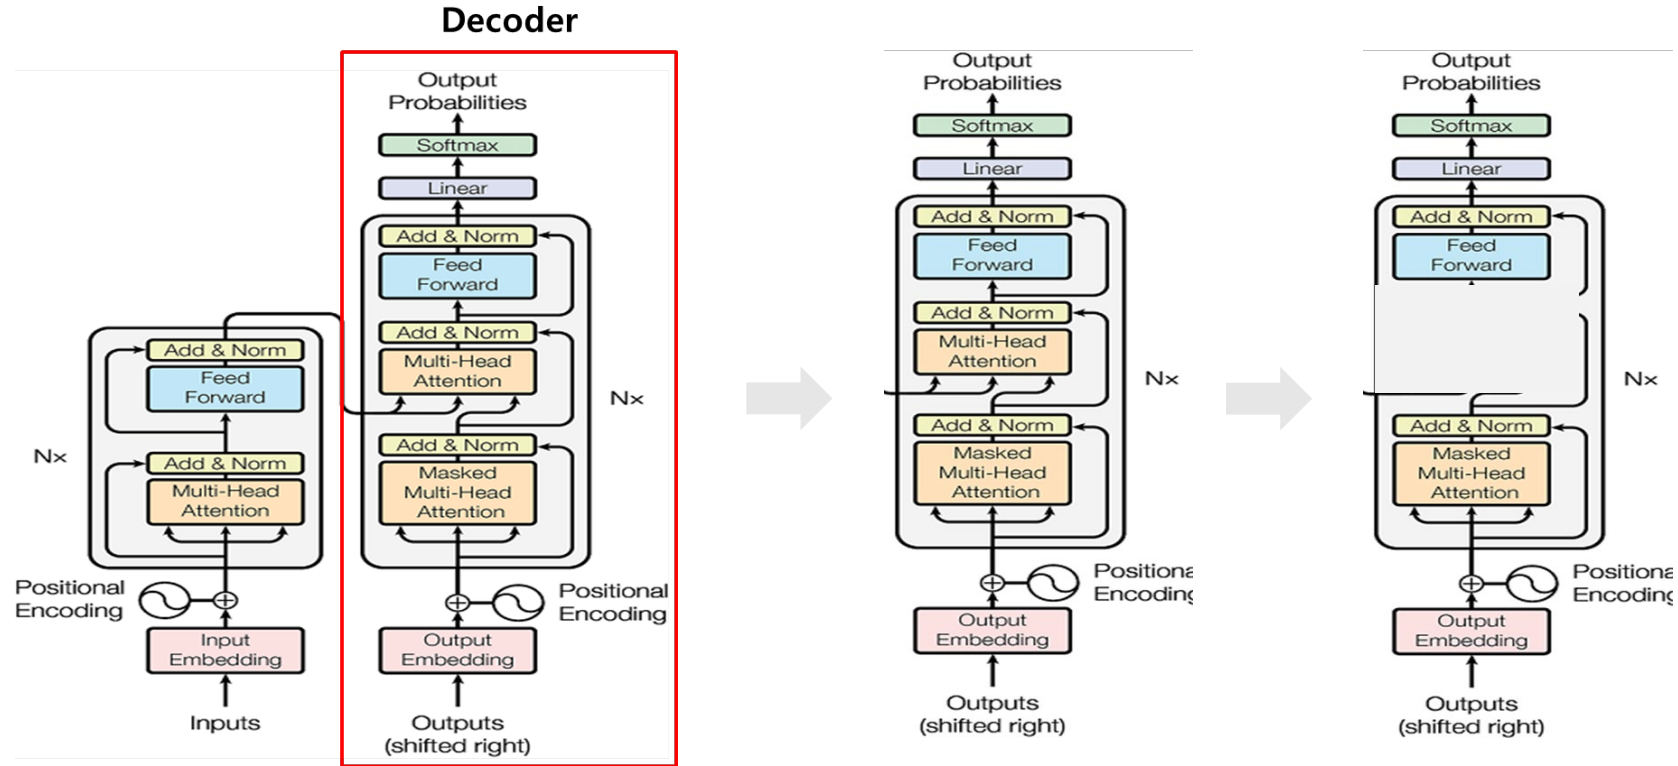 Decoder
Output
Probabilities
Softmax
Linear
Add & Norm
Feed
Forward
Add & Norm
Multi-Head
Attention
Add & Norm
Masked
Multi-Head
Attention
Nx
Positional
Encoding
Output
Embedding
Outputs
(shifted right)
Add & Norm
Feed
Forward
Add & Norm
Multi-Head
Attention
Nx
Positional
Encoding
Input
Embedding
Inputs
Output
Probabilities
Softmax
Linear
Add & Norm
Feed
Forward
Add & Norm
Multi-Head
Attention
Add & Norm
Masked
Multi-Head
Attention
Nx
Positiona
Encoding
Output
Embedding
Outputs
(shifted right)
Output
Probabilities
Softmax
Linear
Add & Norm
Feed
Forward
Add & Norm
Masked
Multi-Head
Attention
Nx
Positiona
Encoding
Output
Embedding
Outputs
(shifted right)